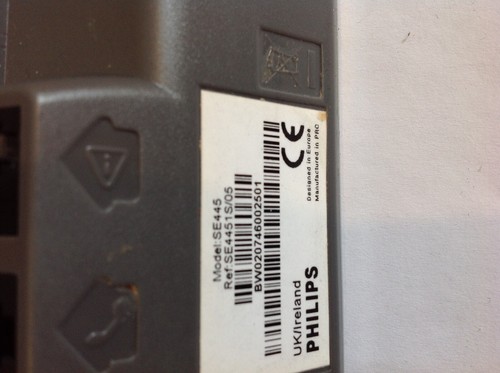 Model:SE445
Ref:SE4451S/05
BW020746002501
UK/Ireland
PHILIPS
CE
Designed in Europe
Manufactured in PRC